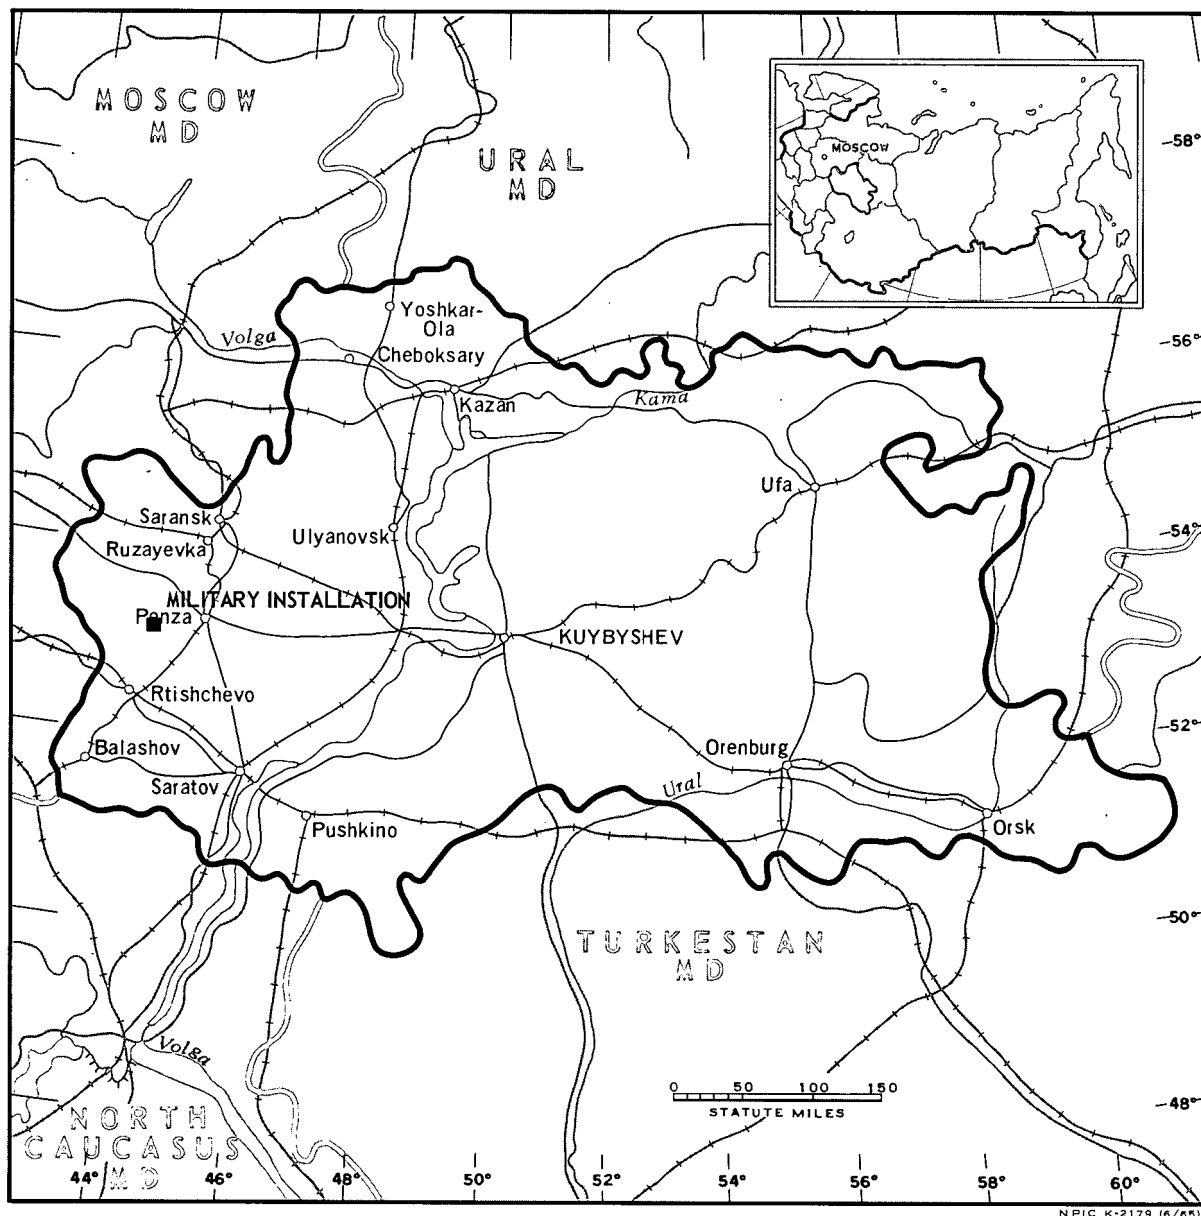 MOSCOW
MD
URAL
MD
MOSCOW
58°
Yoshkar-
Ola
Volga
Cheboksary
56°
Kazan
Kama
Ufa
Saransk
Ulyanovsk
54°
Ruzayevka
MILITARY INSTALLATION
Penza
KUYBYSHEV
Rtishchevo
52°
Balashov
Orenburg
Saratov
Ural
Pushkino
Orsk
50°
TURKESTAN
MD
Volga
0 50 100 150
STATUTE MILES
48°
NORTH
CAUCASUS
MD
44° 46° 48° 50° 52° 54° 56° 58° 60°
NPIC K-2179 (6/65)